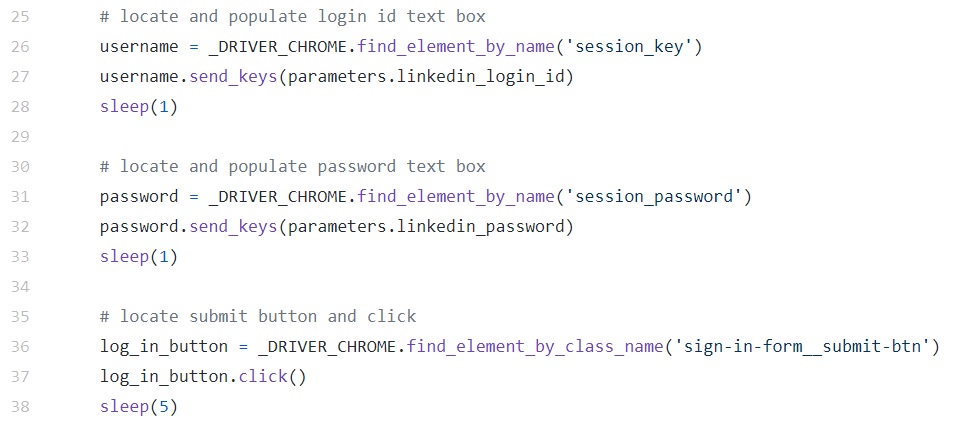 25 # locate and populate login id text box
26 username = _DRIVER_CHROME.find_element_by_name('session_key')
27 username.send_keys(parameters.linkedin_login_id)
28 sleep(1)
29
30 # locate and populate password text box
31 password = _DRIVER_CHROME.find_element_by_name('session_password')
32 password.send_keys(parameters.linkedin_password)
33 sleep(1)
34
35 # locate submit button and click
36 log_in_button = _DRIVER_CHROME.find_element_by_class_name('sign-in-form__submit-btn')
37 log_in_button.click()
38 sleep(5)